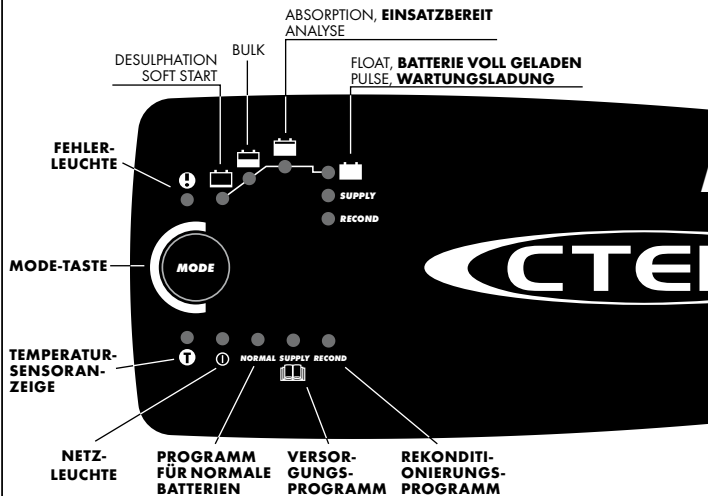 ABSORPTION, EINSATZBEREIT
ANALYSE
BULK
DESULPHATION
SOFT START
FLOAT, BATTERIE VOLL GELADEN
PULSE, WARTUNGSLADUNG
FEHLER-
LEUCHTE
SUPPLY
RECOND
MODE-TASTE
MODE
CTE
TEMPERATUR-
SENSORAN-
ZEIGE
T
NORMAL SUPPLY RECOND
NETZ-
LEUCHTE
PROGRAMM
FÜR NORMALE
BATTERIEN
VERSOR-
GUNGS-
PROGRAMM
REKONDITI-
ONIERUNGS-
PROGRAMM